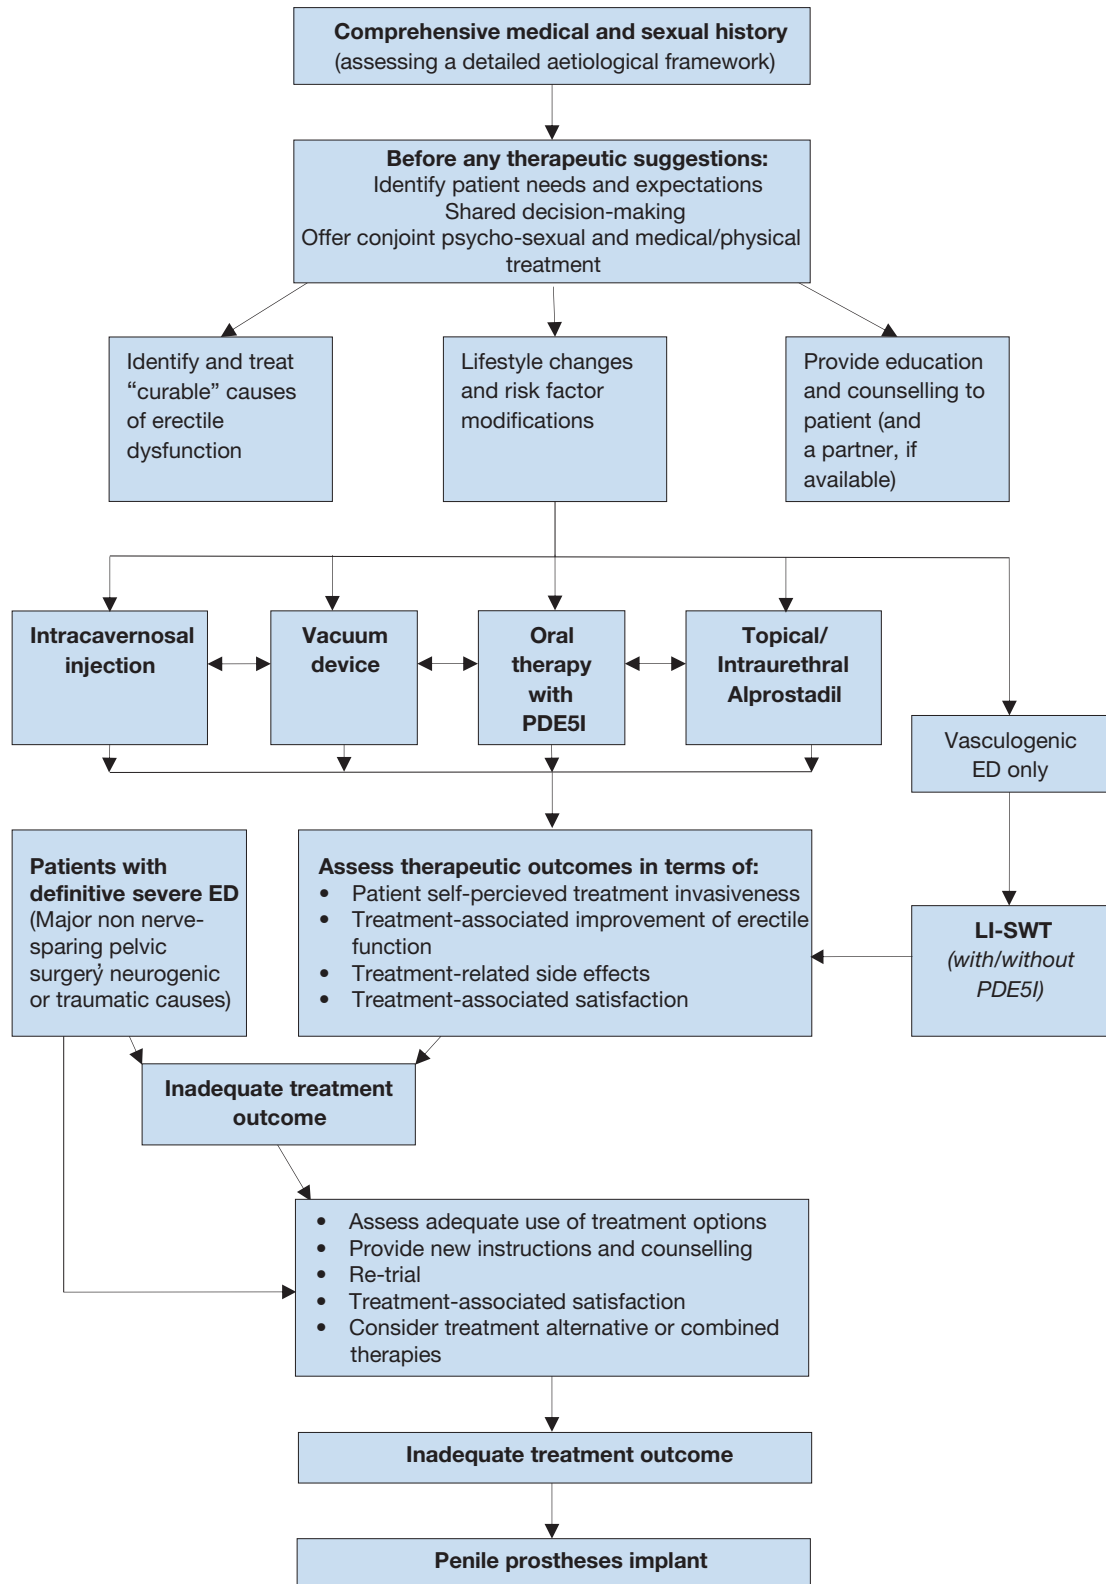 Comprehensive medical and sexual history
(assessing a detailed aetiological framework)
Before any therapeutic suggestions:
Identify patient needs and expectations
Shared decision-making
Offer conjoint psycho-sexual and medical/physical
treatment
Identify and treat
“curable” causes
of erectile
dysfunction
Lifestyle changes
and risk factor
modifications
Provide education
and counselling to
patient (and
a partner, if
available)
Intracavernosal
injection
Vacuum
device
Oral
therapy
with
PDE5I
Topical/
Intraurethral
Alprostadil
Vasculogenic
ED only
Patients with
definitive severe ED
(Major non nerve-
sparing pelvic
surgery, neurogenic
or traumatic causes)
Assess therapeutic outcomes in terms of:
• Patient self-percieved treatment invasiveness
• Treatment-associated improvement of erectile
function
• Treatment-related side effects
• Treatment-associated satisfaction
LI-SWT
(with/without
PDE5I)
Inadequate treatment
outcome
• Assess adequate use of treatment options
• Provide new instructions and counselling
• Re-trial
• Treatment-associated satisfaction
• Consider treatment alternative or combined
therapies
Inadequate treatment outcome
Penile prostheses implant